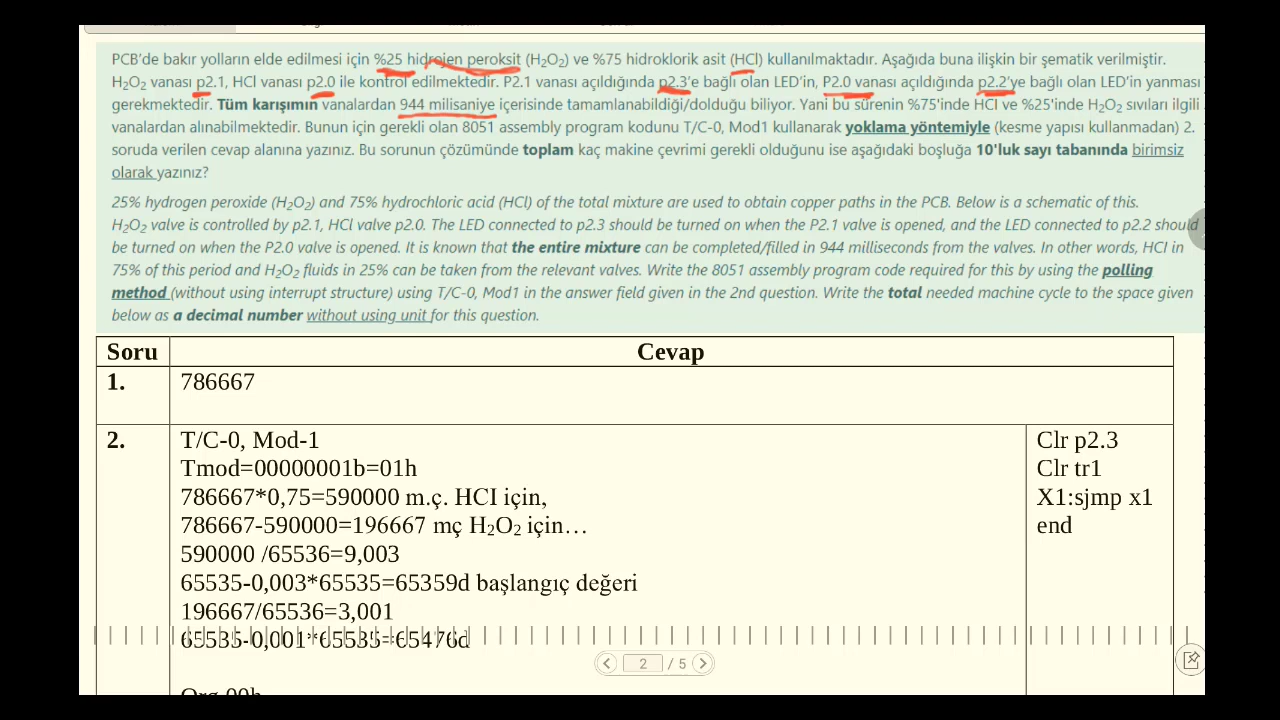 PCB'de bakır yolların elde edilmesi için %25 hidrojen peroksit (H₂O₂) ve %75 hidroklorik asit (HCl) kullanılmaktadır. Aşağıda buna ilişkin bir şematik verilmiştir.
H₂O₂ vanası p2.1, HCl vanası p2.0 ile kontrol edilmektedir. P2.1 vanası açıldığında p2.3'e bağlı olan LED'in, P2.0 vanası açıldığında p2.2'ye bağlı olan LED'in yanması
gerekmektedir. Tüm karışımın vanalardan 944 milisaniye içerisinde tamamlanabildiği/dolduğu biliyor. Yani bu sürenin %75'inde HCl ve %25'inde H₂O₂ sıvıları ilgili
vanalardan alınabilmektedir. Bunun için gerekli olan 8051 assembly program kodunu T/C-0, Mod1 kullanarak yoklama yöntemiyle (kesme yapısı kullanmadan) 2.
soruda verilen cevap alanına yazınız. Bu sorunun çözümünde toplam kaç makine çevrimi gerekli olduğunu ise aşağıdaki boşluğa 10'luk sayı tabanında birimsiz
olarak yazınız?
25% hydrogen peroxide (H₂O₂) and 75% hydrochloric acid (HCl) of the total mixture are used to obtain copper paths in the PCB. Below is a schematic of this.
H₂O₂ valve is controlled by p2.1, HCl valve p2.0. The LED connected to p2.3 should be turned on when the P2.1 valve is opened, and the LED connected to p2.2 should
be turned on when the P2.0 valve is opened. It is known that the entire mixture can be completed/filled in 944 milliseconds from the valves. In other words, HCl in
75% of this period and H₂O₂ fluids in 25% can be taken from the relevant valves. Write the 8051 assembly program code required for this by using the polling
method (without using interrupt structure) using T/C-0, Mod1 in the answer field given in the 2nd question. Write the total needed machine cycle to the space given
below as a decimal number without using unit for this question.
Soru Cevap
1. 786667
2. T/C-0, Mod-1
Tmod=00000001b=01h
786667*0,75=590000 m.ç. HCI için,
786667-590000=196667 mç H₂O₂ için…
590000 /65536=9,003
65535-0,003*65535=65359d başlangıç değeri
196667/65536=3,001
65535-0,001*65535=65476d
Org 00h
Clr p2.3
Clr tr1
X1:sjmp x1
end
2 / 5